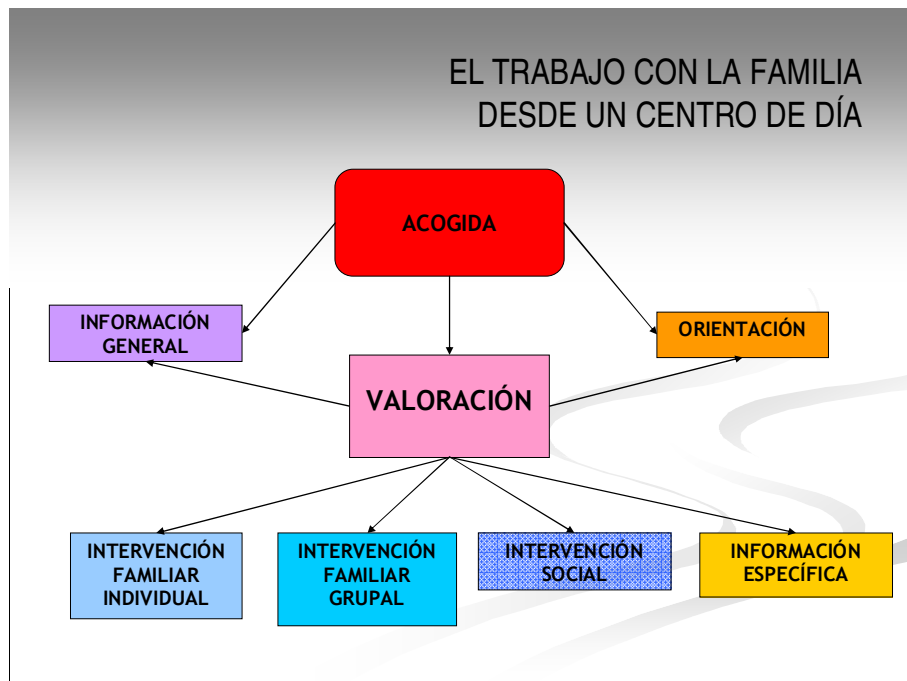 EL TRABAJO CON LA FAMILIA
DESDE UN CENTRO DE DÍA
ACOGIDA
INFORMACIÓN
GENERAL
ORIENTACIÓN
VALORACIÓN
INTERVENCIÓN
FAMILIAR
INDIVIDUAL
INTERVENCIÓN
FAMILIAR
GRUPAL
INTERVENCIÓN
SOCIAL
INFORMACIÓN
ESPECÍFICA